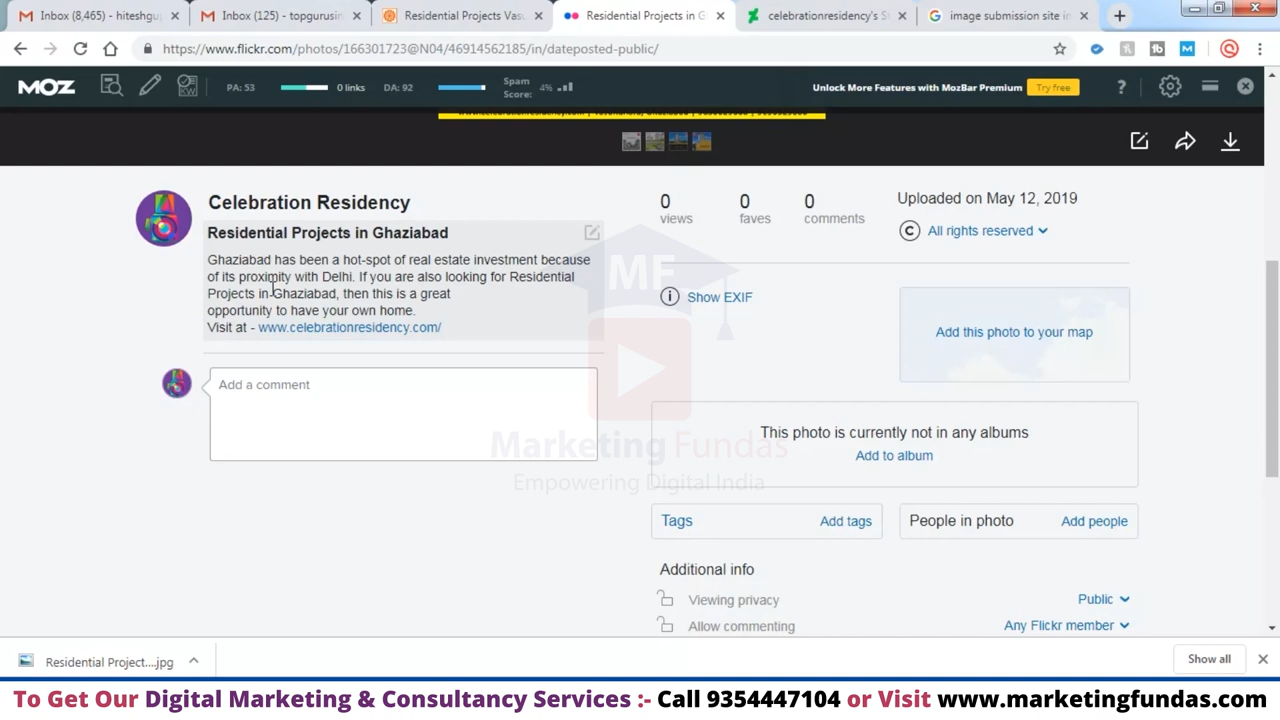 Inbox (8,465) - hiteshgu
Inbox (125) - topgurusin
Residential Projects Vasu
Residential Projects in G
celebrationresidency's S
image submission site in
https://www.flickr.com/photos/166301723@N04/46914562185/in/dateposted-public/
MOZ
PA: 53
0 links
DA: 92
Spam Score: 4%
Unlock More Features with MozBar Premium
Try free
?
Celebration Residency
Residential Projects in Ghaziabad
Ghaziabad has been a hot-spot of real estate investment because
of its proximity with Delhi. If you are also looking for Residential
Projects in Ghaziabad, then this is a great
opportunity to have your own home.
Visit at - www.celebrationresidency.com/
Add a comment
0 views
0 faves
0 comments
Uploaded on May 12, 2019
All rights reserved
Show EXIF
Add this photo to your map
This photo is currently not in any albums
Add to album
Tags
Add tags
People in photo
Add people
Additional info
Viewing privacy
Public
Allow commenting
Any Flickr member
MF
Marketing Fundas
Empowering Digital India
Residential Project....jpg
Show all
To Get Our Digital Marketing & Consultancy Services :- Call 9354447104 or Visit www.marketingfundas.com